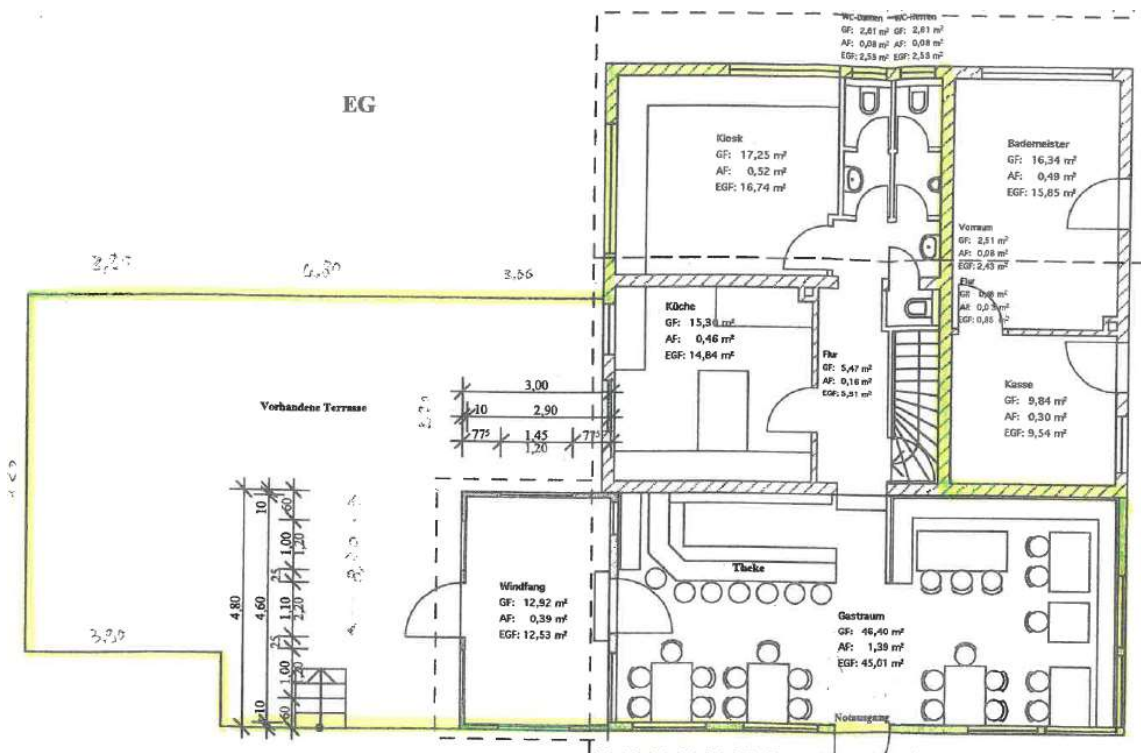 WC-Damen WC-Herren
GF: 2,61 m² GF: 2,61 m²
AF: 0,08 m² AF: 0,08 m²
EGF: 2,53 m² EGF: 2,53 m²
EG
Kiosk
GF: 17,25 m²
AF: 0,52 m²
EGF: 16,74 m²
Bademeister
GF: 16,34 m²
AF: 0,49 m²
EGF: 15,85 m²
Vorraum
GF: 2,51 m²
AF: 0,08 m²
EGF: 2,43 m²
Flur
3,20
3,86
Küche
GF: 15,30 m²
AF: 0,46 m²
EGF: 14,84 m²
Flur
GF: 5,47 m²
AF: 0,16 m²
EGF: 5,31 m²
Kasse
GF: 9,84 m²
AF: 0,30 m²
EGF: 9,54 m²
Vorhandene Terrasse
3,00
10 2,90
77⁵ 1,45 77⁵
1,20
4,80
10 4,60 10
60 1,00 25 1,10 25 1,00 60
1,20 2,20 1,20
Windfang
GF: 12,92 m²
AF: 0,39 m²
EGF: 12,53 m²
Theke
Gastraum
GF: 46,40 m²
AF: 1,39 m²
EGF: 45,01 m²
Notausgang